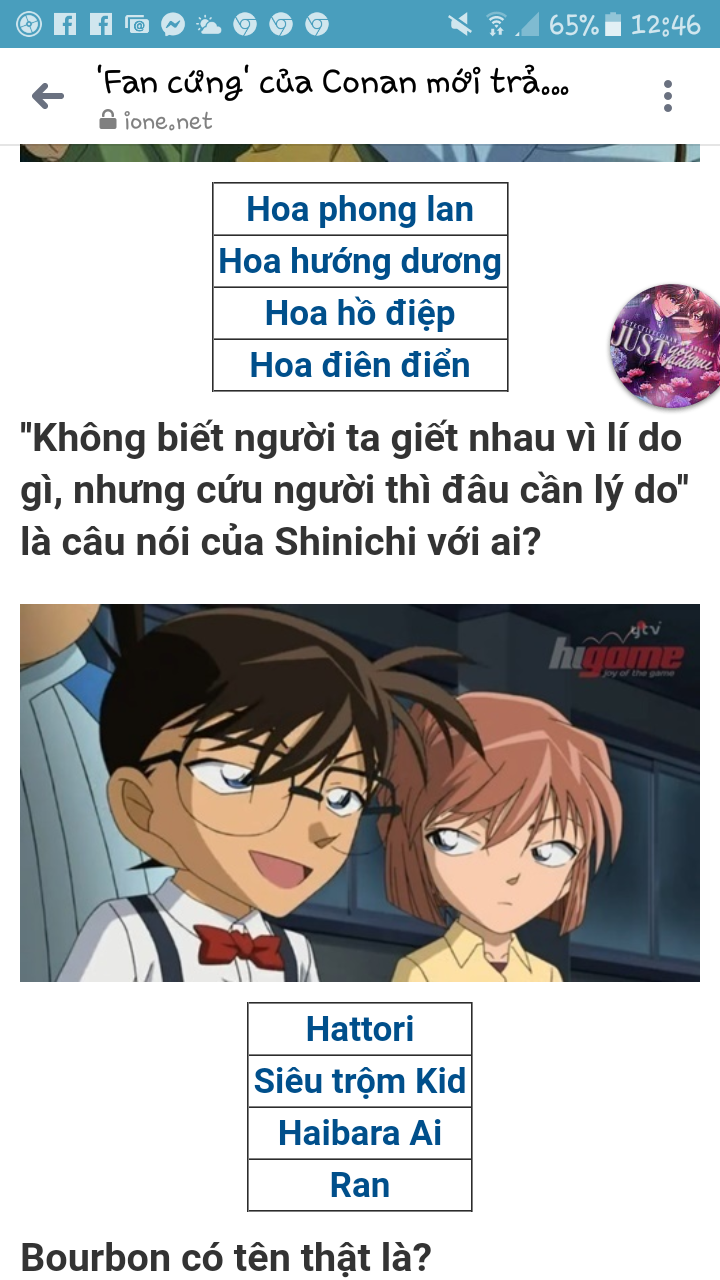 65% 12:46
'Fan cứng' của Conan mới trả...
ione.net
Hoa phong lan
Hoa hướng dương
Hoa hồ điệp
Hoa điên điển
JUST
"Không biết người ta giết nhau vì lí do
gì, nhưng cứu người thì đâu cần lý do"
là câu nói của Shinichi với ai?
gtv
higame
joy of the game
Hattori
Siêu trộm Kid
Haibara Ai
Ran
Bourbon có tên thật là?